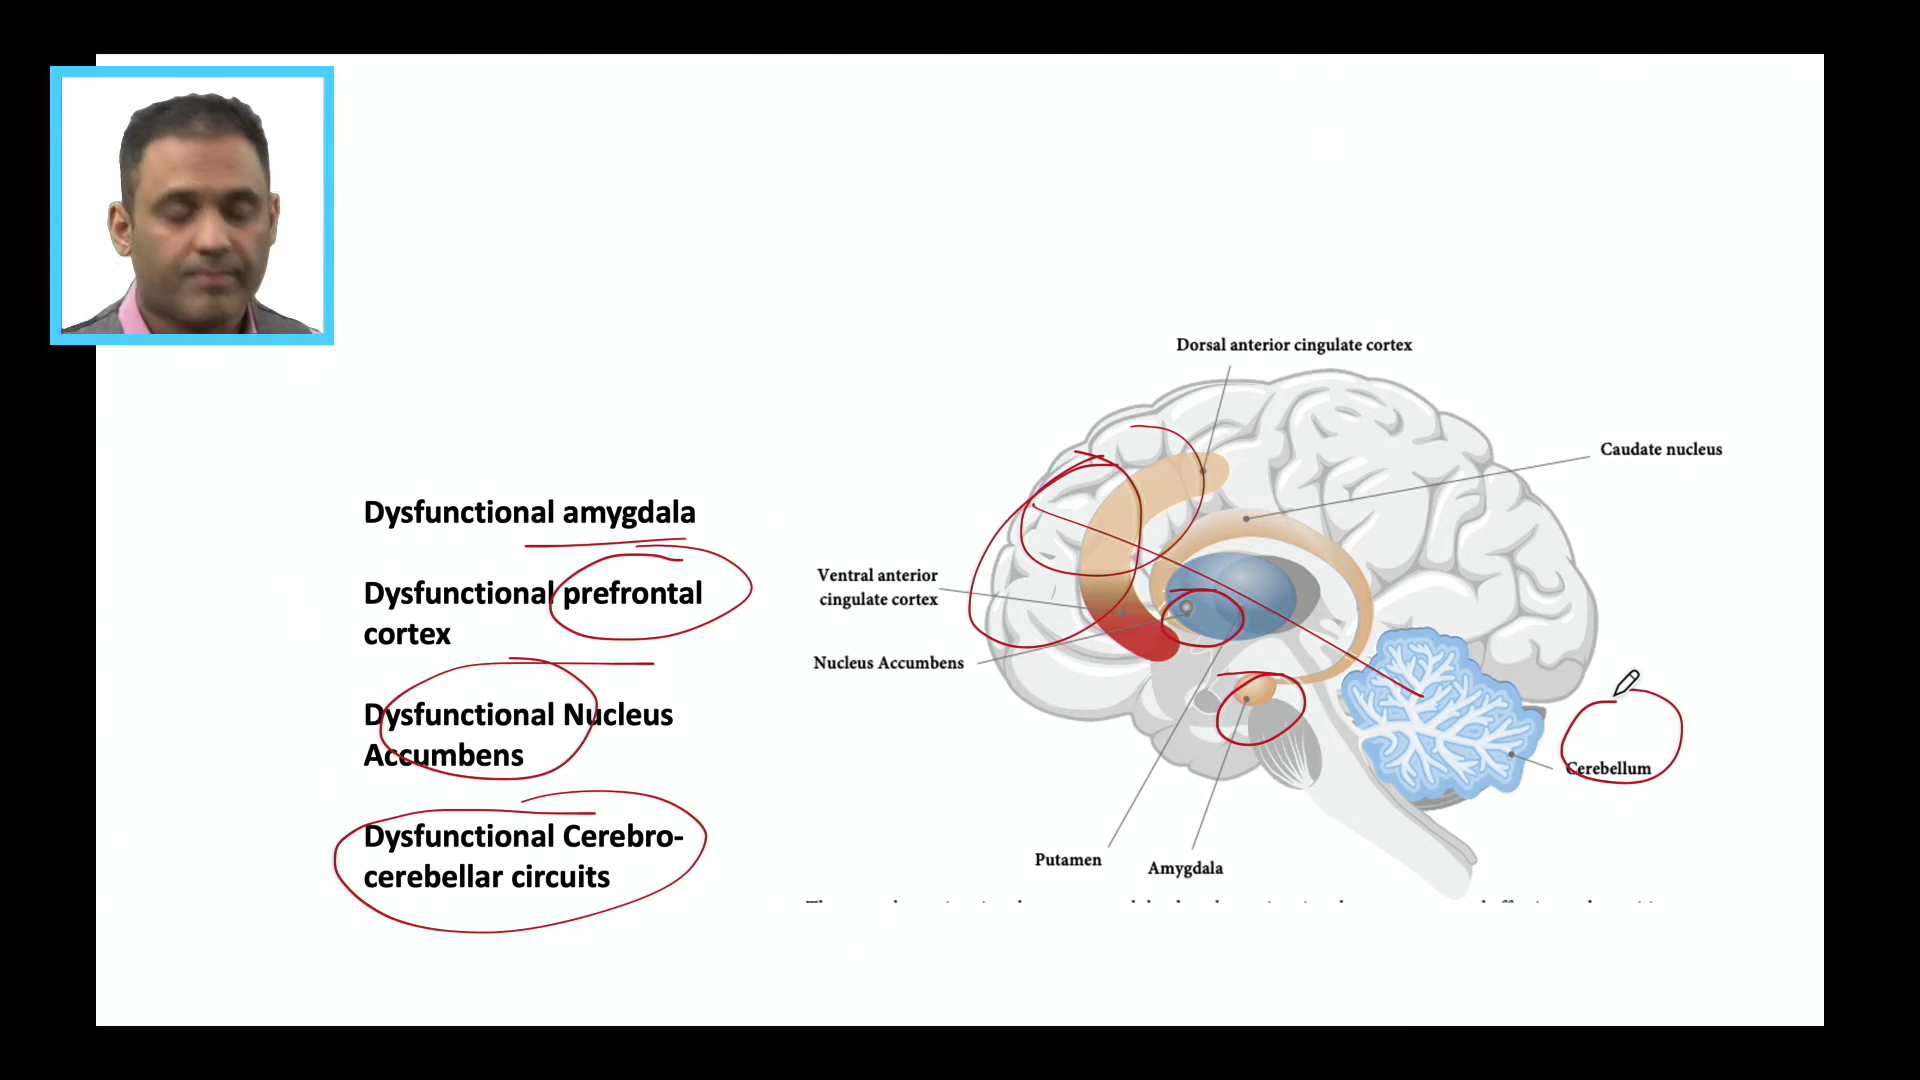 Dysfunctional amygdala
Dysfunctional prefrontal
cortex
Dysfunctional Nucleus
Accumbens
Dysfunctional Cerebro-
cerebellar circuits
Dorsal anterior cingulate cortex
Caudate nucleus
Ventral anterior
cingulate cortex
Nucleus Accumbens
Cerebellum
Putamen
Amygdala